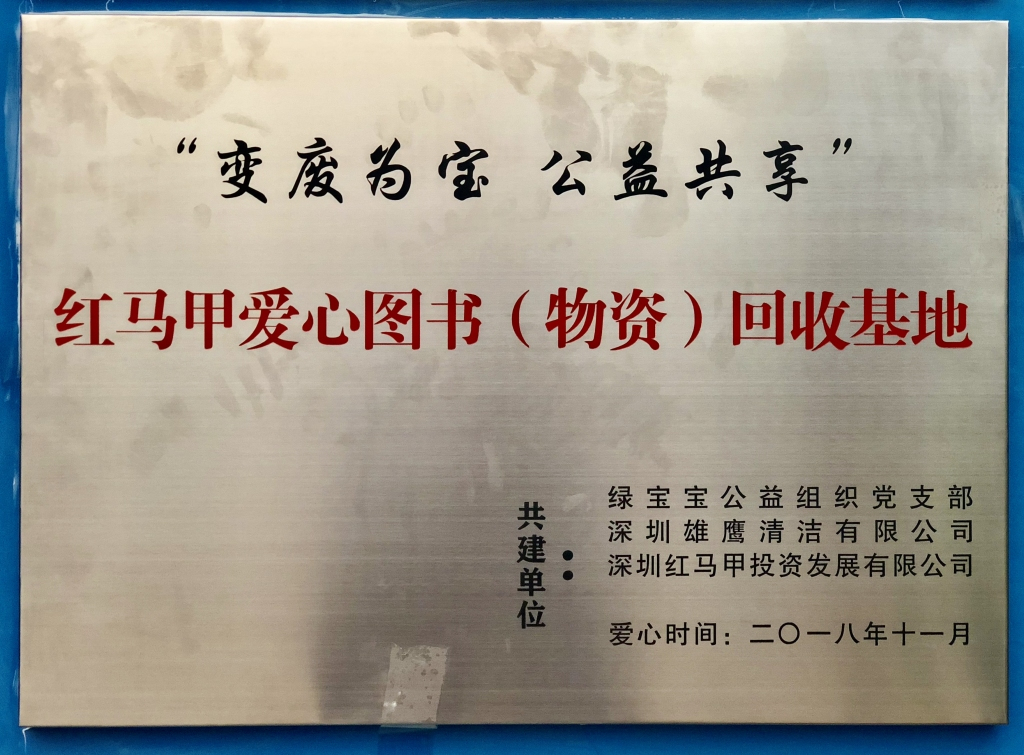 “变废为宝 公益共享”
红马甲爱心图书（物资）回收基地
共建单位：
绿宝宝公益组织党支部
深圳雄鹰清洁有限公司
深圳红马甲投资发展有限公司
爱心时间：二〇一八年十一月